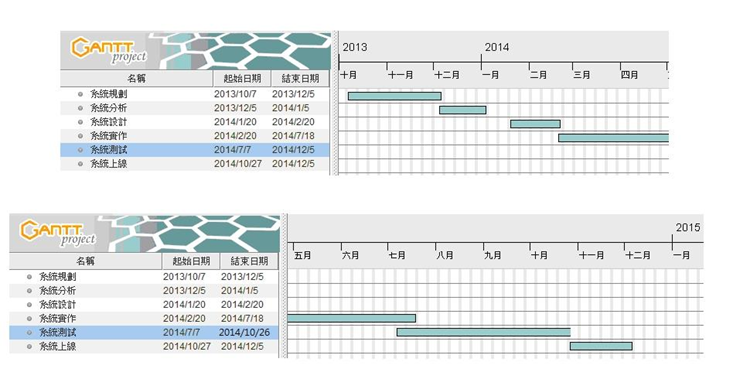 GANTT project
2013 2014
名稱 起始日期 結束日期 十月 十一月 十二月 一月 二月 三月 四月
系統規劃 2013/10/7 2013/12/5
系統分析 2013/12/5 2014/1/5
系統設計 2014/1/20 2014/2/20
系統實作 2014/2/20 2014/7/18
系統測試 2014/7/7 2014/12/5
系統上線 2014/10/27 2014/12/5
GANTT project
2015
名稱 起始日期 結束日期 五月 六月 七月 八月 九月 十月 十一月 十二月 一月
系統規劃 2013/10/7 2013/12/5
系統分析 2013/12/5 2014/1/5
系統設計 2014/1/20 2014/2/20
系統實作 2014/2/20 2014/7/18
系統測試 2014/7/7 2014/10/26
系統上線 2014/10/27 2014/12/5